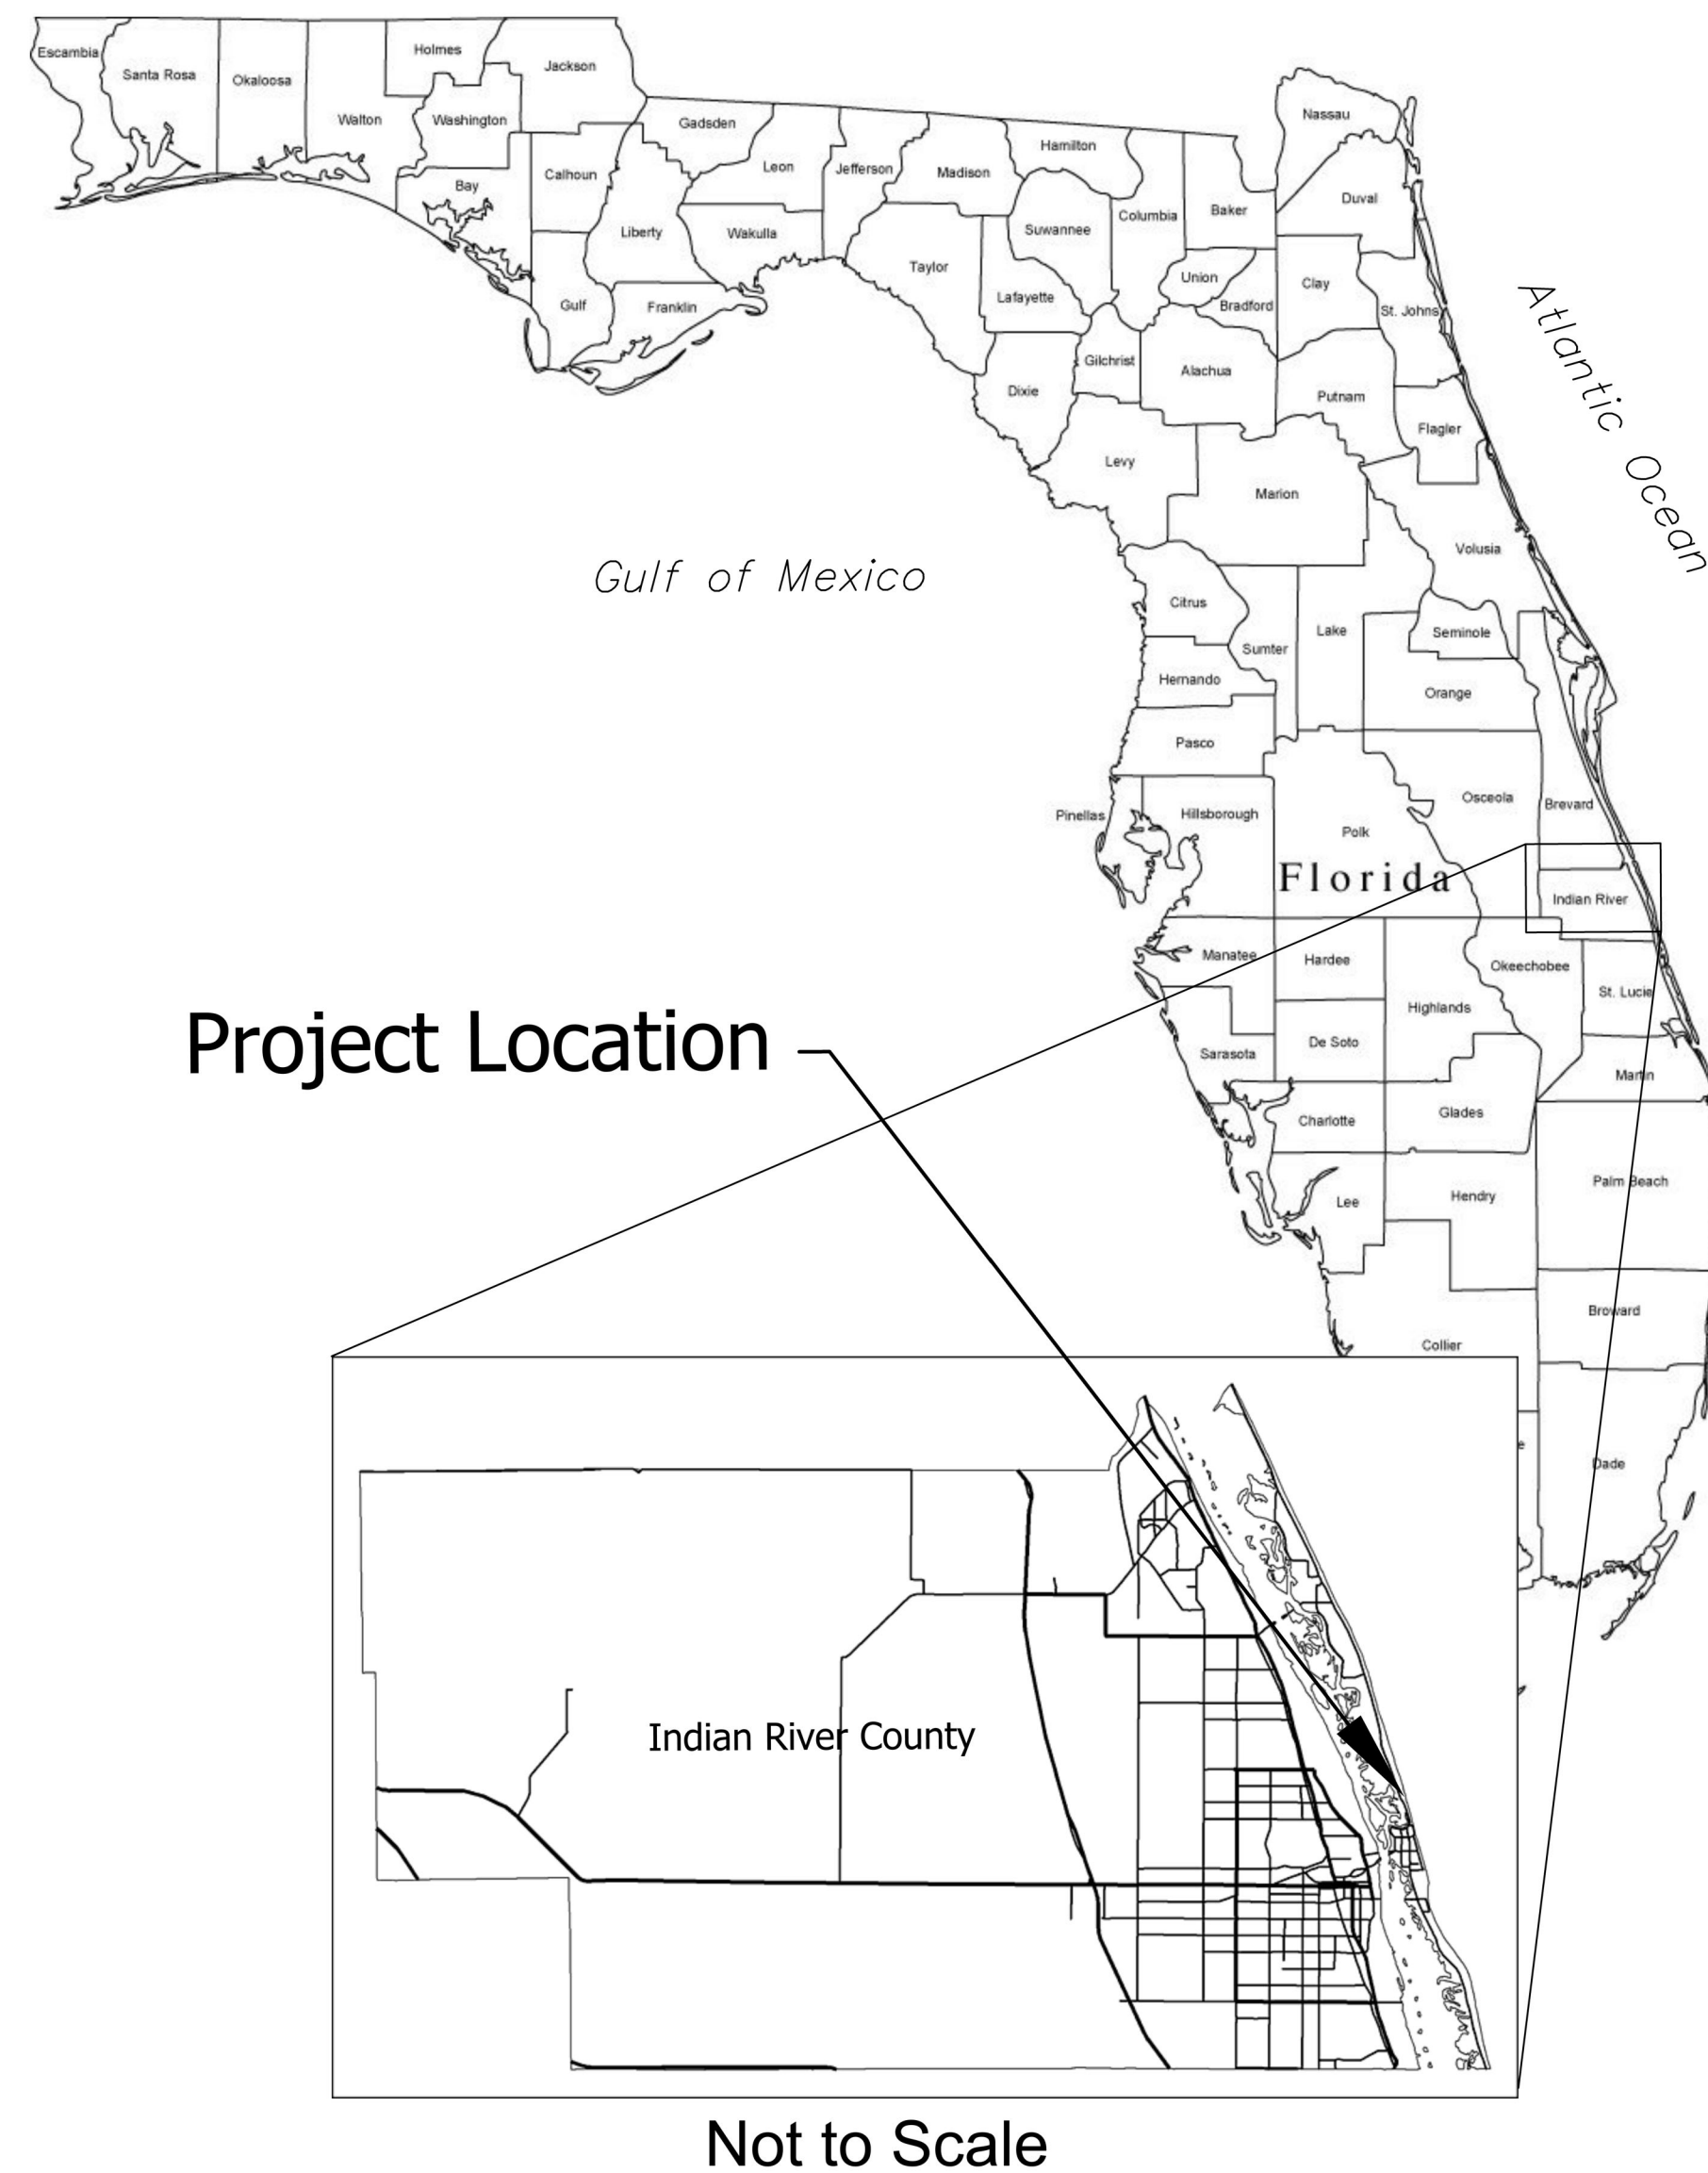 Escambia
Santa Rosa
Okaloosa
Walton
Holmes
Washington
Jackson
Bay
Calhoun
Gulf
Liberty
Gadsden
Franklin
Leon
Wakulla
Jefferson
Madison
Taylor
Hamilton
Suwannee
Lafayette
Columbia
Baker
Union
Bradford
Nassau
Duval
Clay
St. Johns
Dixie
Gilchrist
Alachua
Putnam
Flagler
Levy
Marion
Volusia
Atlantic Ocean
Gulf of Mexico
Citrus
Sumter
Lake
Seminole
Hernando
Orange
Pasco
Pinellas
Hillsborough
Polk
Osceola
Brevard
Florida
Indian River
Manatee
Hardee
Highlands
Okeechobee
St. Lucie
Project Location
Sarasota
De Soto
Martin
Charlotte
Glades
Lee
Hendry
Palm Beach
Broward
Collier
Dade
Indian River County
Not to Scale